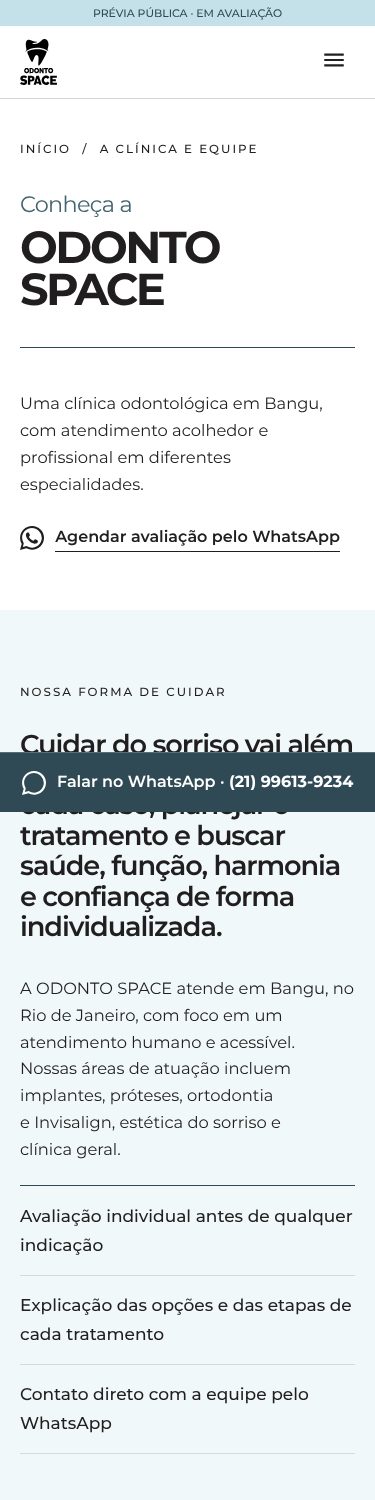 PRÉVIA PÚBLICA · EM AVALIAÇÃO
ODONTO
SPACE
INÍCIO / A CLÍNICA E EQUIPE
Conheça a
ODONTO
SPACE
Uma clínica odontológica em Bangu,
com atendimento acolhedor e
profissional em diferentes
especialidades.
Agendar avaliação pelo WhatsApp
NOSSA FORMA DE CUIDAR
Cuidar do sorriso vai além
Falar no WhatsApp · (21) 99613-9234
tratamento e buscar
saúde, função, harmonia
e confiança de forma
individualizada.
A ODONTO SPACE atende em Bangu, no
Rio de Janeiro, com foco em um
atendimento humano e acessível.
Nossas áreas de atuação incluem
implantes, próteses, ortodontia
e Invisalign, estética do sorriso e
clínica geral.
Avaliação individual antes de qualquer
indicação
Explicação das opções e das etapas de
cada tratamento
Contato direto com a equipe pelo
WhatsApp